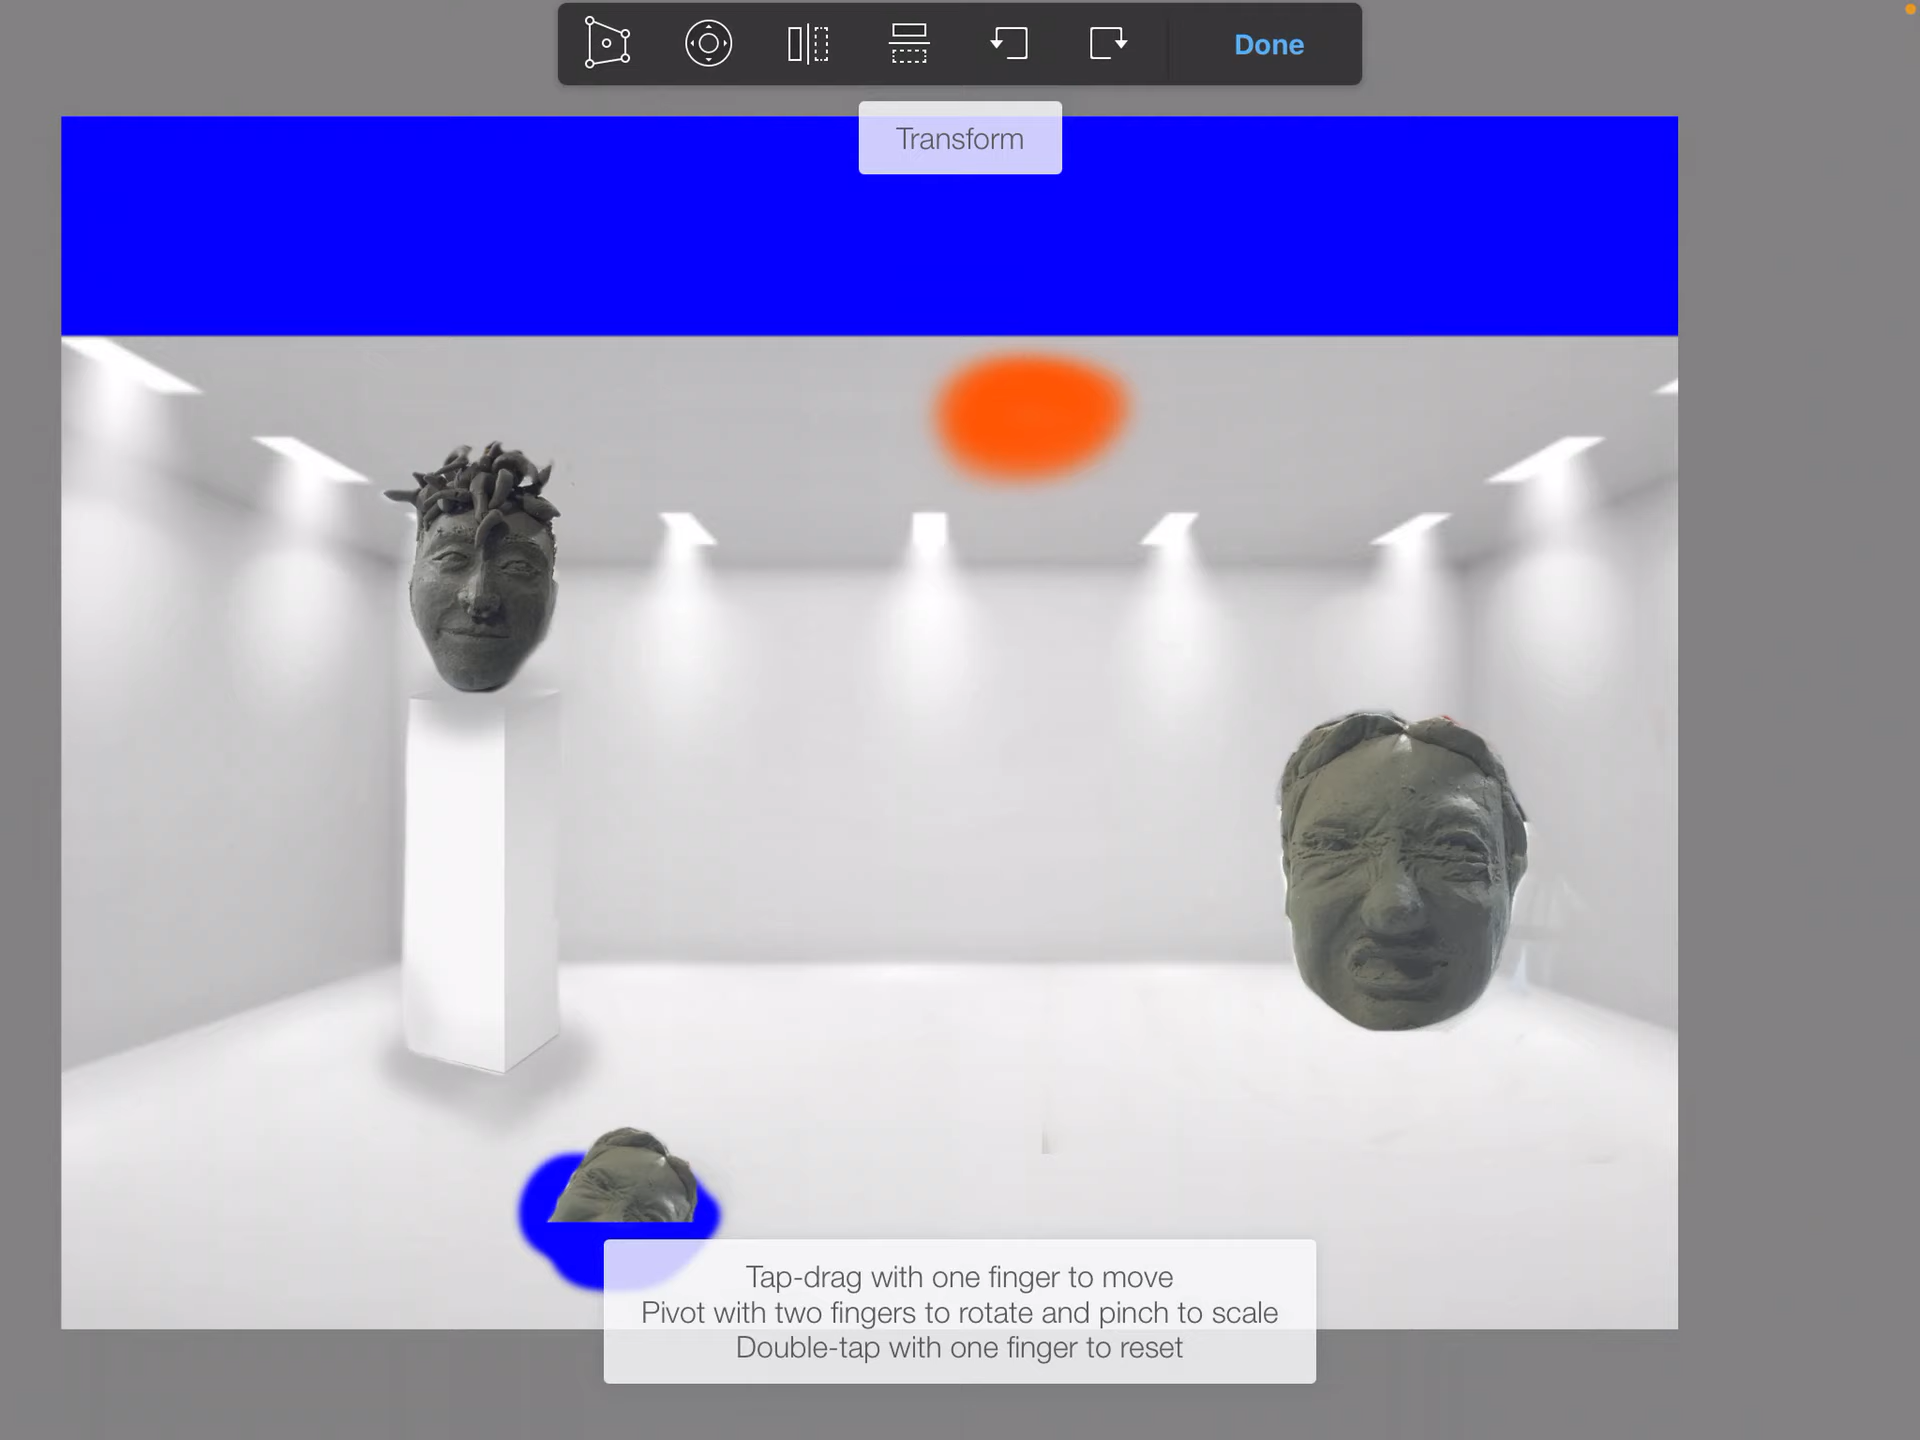 Done
Transform
Tap-drag with one finger to move
Pivot with two fingers to rotate and pinch to scale
Double-tap with one finger to reset